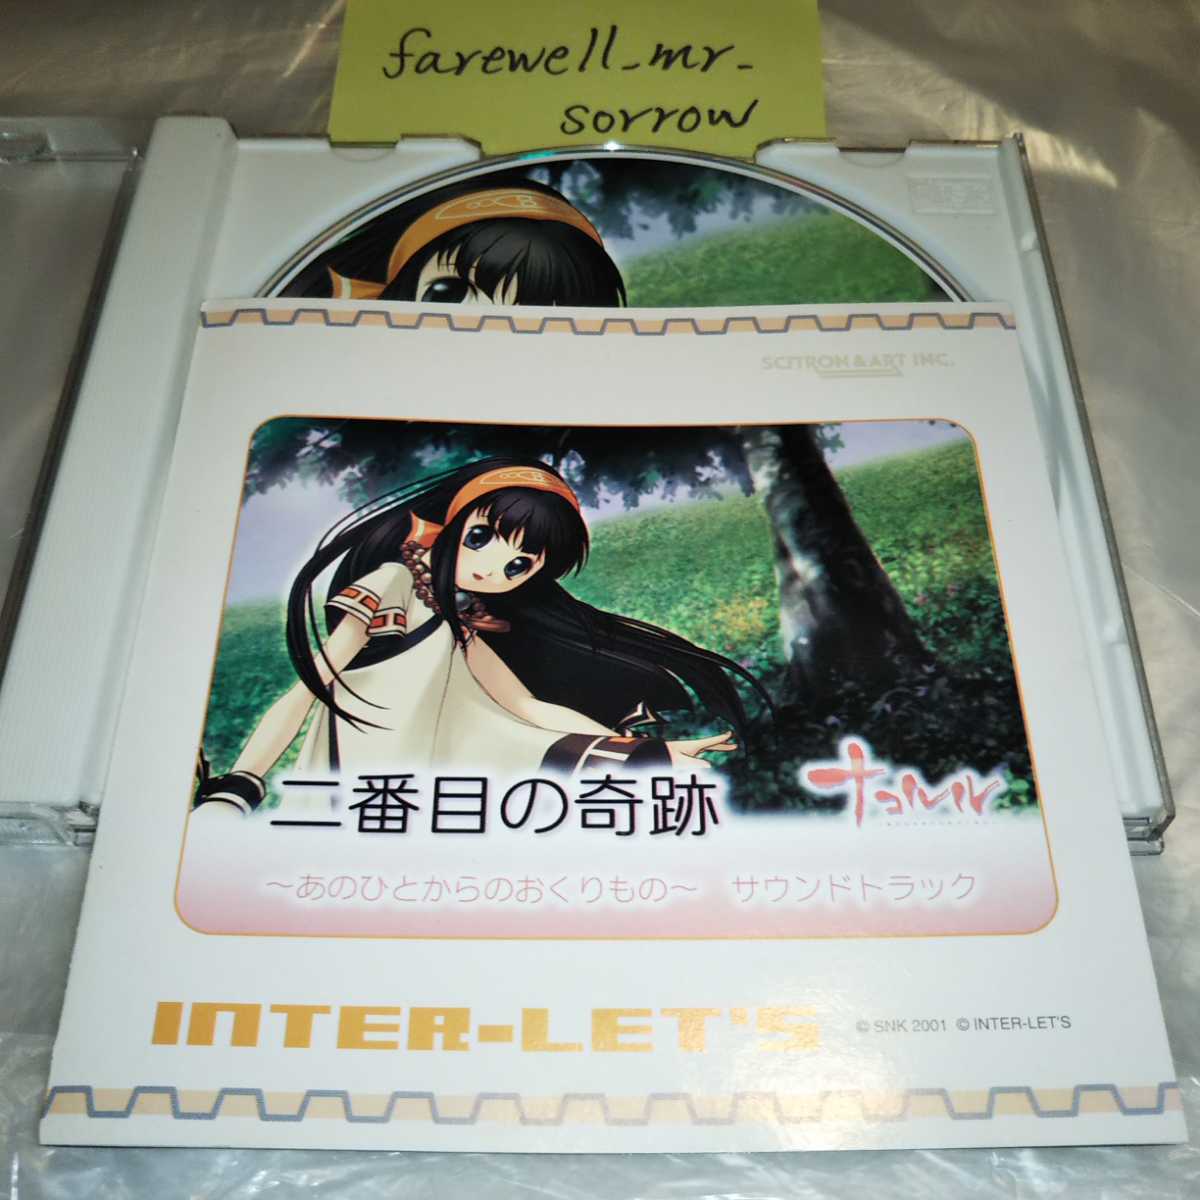 farewell_mr_
sorrow
SCITRON & ART INC.
二番目の奇跡
ナコルル
～あのひとからのおくりもの～　サウンドトラック
INTER-LET'S
© SNK 2001 © INTER-LET'S